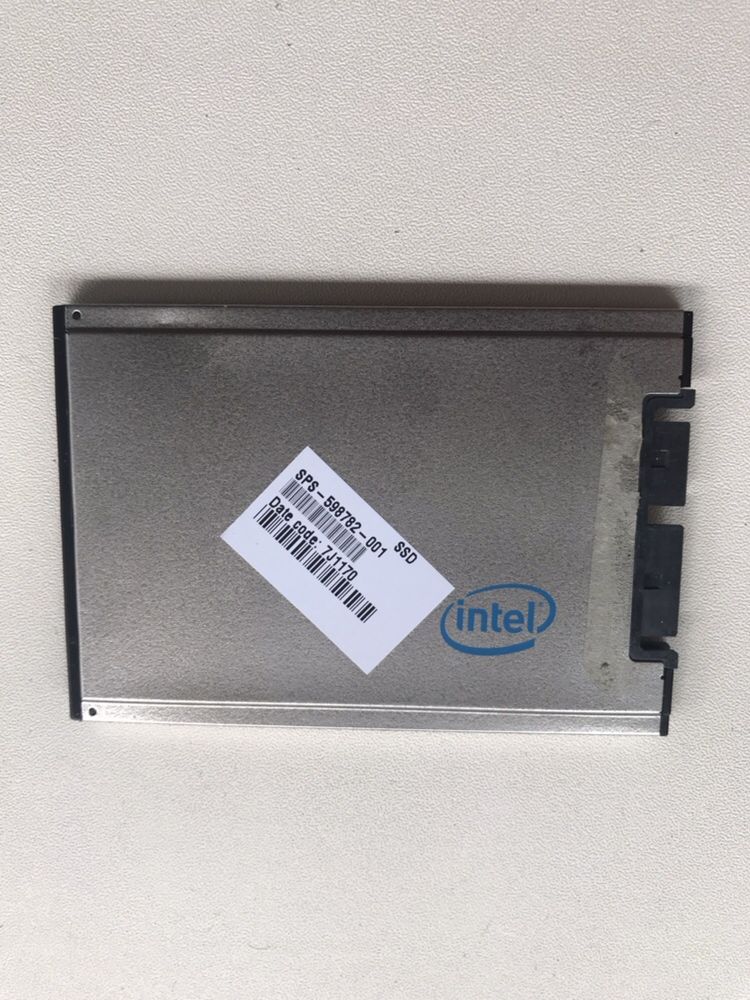 SPS-598782-001 SSD
Date code: 7J1170
intel